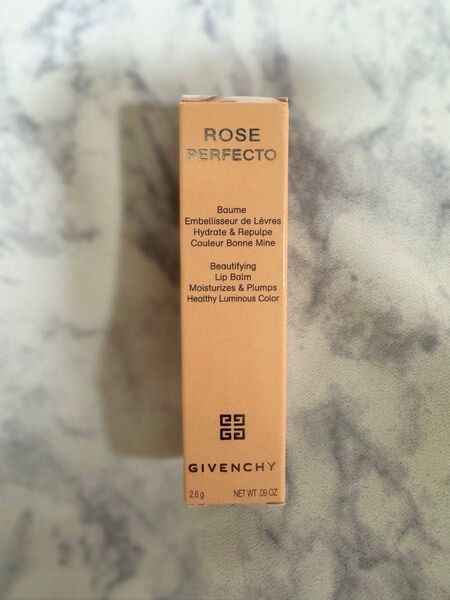 ROSE
PERFECTO
Baume
Embellisseur de Lèvres
Hydrate & Repulpe
Couleur Bonne Mine
Beautifying
Lip Balm
Moisturizes & Plumps
Healthy Luminous Color
GIVENCHY
2,8 g NET WT .09 OZ